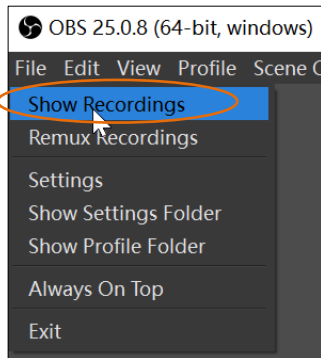 OBS 25.0.8 (64-bit, windows)
File Edit View Profile Scene
Show Recordings
Remux Recordings
Settings
Show Settings Folder
Show Profile Folder
Always On Top
Exit